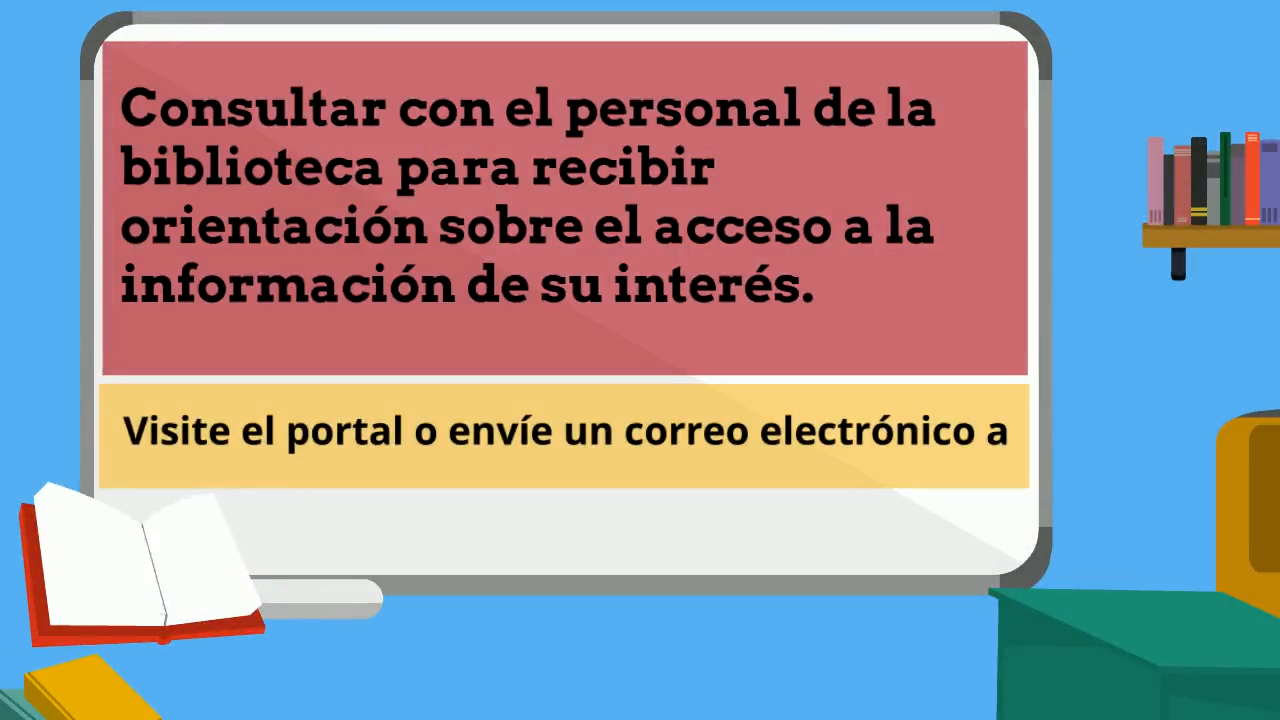 Consultar con el personal de la
biblioteca para recibir
orientación sobre el acceso a la
información de su interés.
Visite el portal o envíe un correo electrónico a